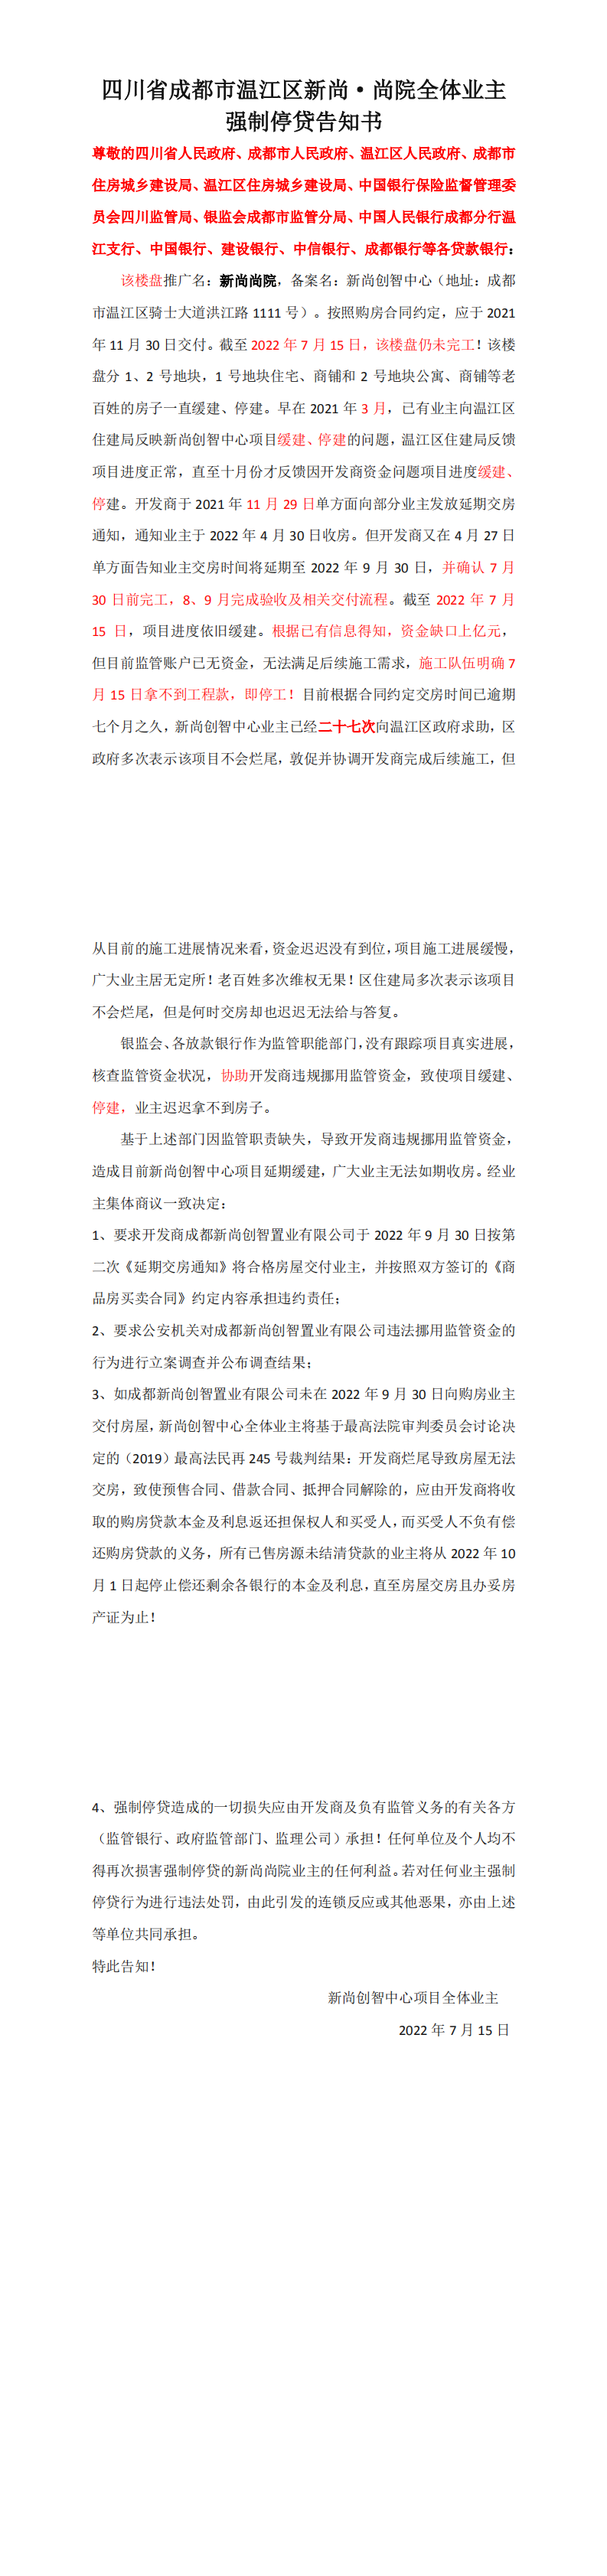 四川省成都市温江区新尚·尚院全体业主
强制停贷告知书
尊敬的四川省人民政府、成都市人民政府、温江区人民政府、成都市
住房城乡建设局、温江区住房城乡建设局、中国银行保险监督管理委
员会四川监管局、银监会成都市监管分局、中国人民银行成都分行温
江支行、中国银行、建设银行、中信银行、成都银行等各贷款银行：
该楼盘推广名：新尚尚院，备案名：新尚创智中心（地址：成都
市温江区骑士大道洪江路 1111 号）。按照购房合同约定，应于 2021
年 11 月 30 日交付。截至 2022 年 7 月 15 日，该楼盘仍未完工！该楼
盘分 1、2 号地块，1 号地块住宅、商铺和 2 号地块公寓、商铺等老
百姓的房子一直缓建、停建。早在 2021 年 3 月，已有业主向温江区
住建局反映新尚创智中心项目缓建、停建的问题，温江区住建局反馈
项目进度正常，直至十月份才反馈因开发商资金问题项目进度缓建、
停建。开发商于 2021 年 11 月 29 日单方面向部分业主发放延期交房
通知，通知业主于 2022 年 4 月 30 日收房。但开发商又在 4 月 27 日
单方面告知业主交房时间将延期至 2022 年 9 月 30 日，并确认 7 月
30 日前完工，8、9 月完成验收及相关交付流程。截至 2022 年 7 月
15 日，项目进度依旧缓建。根据已有信息得知，资金缺口上亿元，
但目前监管账户已无资金，无法满足后续施工需求，施工队伍明确 7
月 15 日拿不到工程款，即停工！目前根据合同约定交房时间已逾期
七个月之久，新尚创智中心业主已经二十七次向温江区政府求助，区
政府多次表示该项目不会烂尾，敦促并协调开发商完成后续施工，但
从目前的施工进展情况来看，资金迟迟没有到位，项目施工进展缓慢，
广大业主居无定所！老百姓多次维权无果！区住建局多次表示该项目
不会烂尾，但是何时交房却也迟迟无法给与答复。
银监会、各放款银行作为监管职能部门，没有跟踪项目真实进展，
核查监管资金状况，协助开发商违规挪用监管资金，致使项目缓建、
停建，业主迟迟拿不到房子。
基于上述部门因监管职责缺失，导致开发商违规挪用监管资金，
造成目前新尚创智中心项目延期缓建，广大业主无法如期收房。经业
主集体商议一致决定：
1、要求开发商成都新尚创智置业有限公司于 2022 年 9 月 30 日按第
二次《延期交房通知》将合格房屋交付业主，并按照双方签订的《商
品房买卖合同》约定内容承担违约责任；
2、要求公安机关对成都新尚创智置业有限公司违法挪用监管资金的
行为进行立案调查并公布调查结果；
3、如成都新尚创智置业有限公司未在 2022 年 9 月 30 日向购房业主
交付房屋，新尚创智中心全体业主将基于最高法院审判委员会讨论决
定的（2019）最高法民再 245 号裁判结果：开发商烂尾导致房屋无法
交房，致使预售合同、借款合同、抵押合同解除的，应由开发商将收
取的购房贷款本金及利息返还担保权人和买受人，而买受人不负有偿
还购房贷款的义务，所有已售房源未结清贷款的业主将从 2022 年 10
月 1 日起停止偿还剩余各银行的本金及利息，直至房屋交房且办妥房
产证为止！
4、强制停贷造成的一切损失应由开发商及负有监管义务的有关各方
（监管银行、政府监管部门、监理公司）承担！任何单位及个人均不
得再次损害强制停贷的新尚尚院业主的任何利益。若对任何业主强制
停贷行为进行违法处罚，由此引发的连锁反应或其他恶果，亦由上述
等单位共同承担。
特此告知！
新尚创智中心项目全体业主
2022 年 7 月 15 日